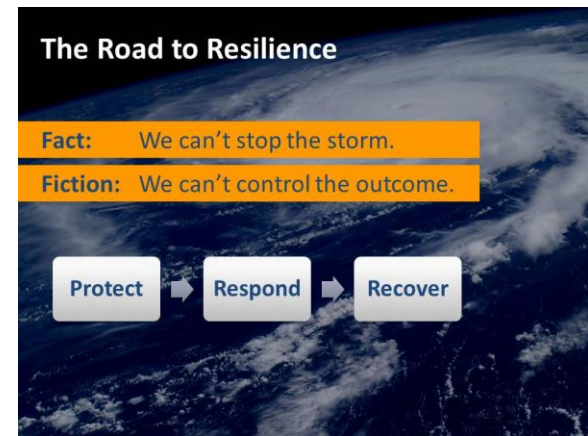 The Road to Resilience
Fact: We can't stop the storm.
Fiction: We can't control the outcome.
Protect Respond Recover